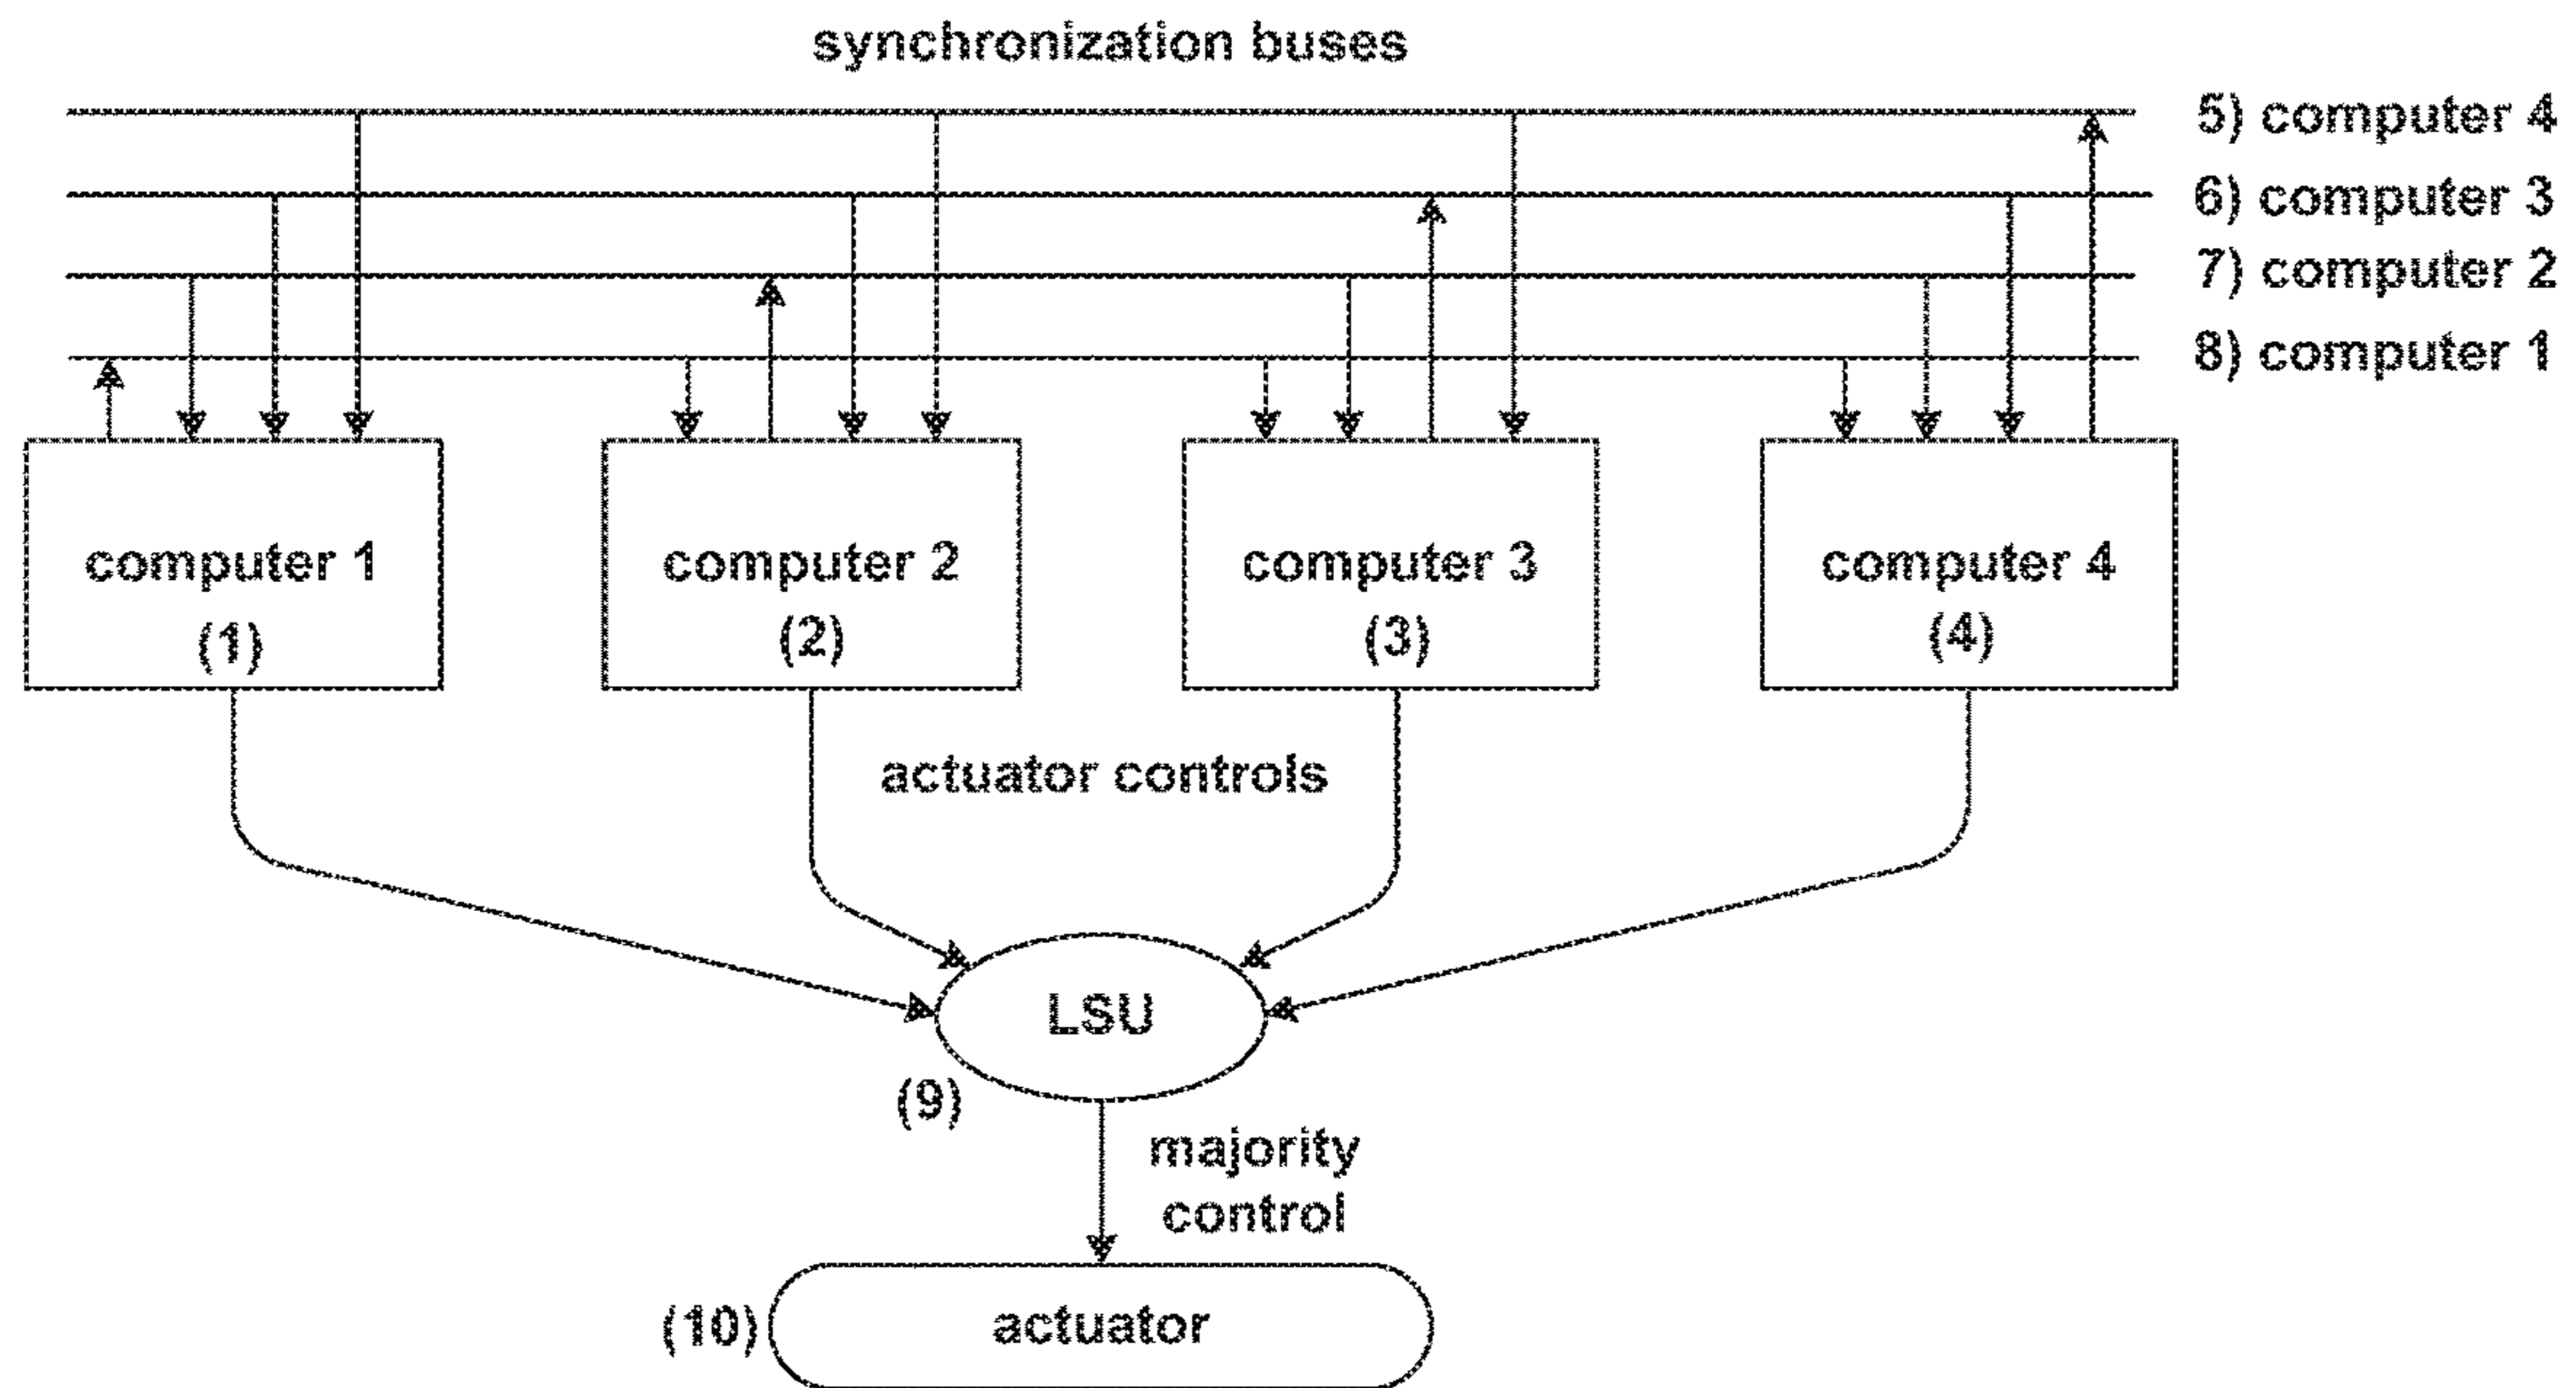 synchronization buses
5) computer 4
6) computer 3
7) computer 2
8) computer 1
computer 1
(1)
computer 2
(2)
computer 3
(3)
computer 4
(4)
actuator controls
LSU
(9)
majority
control
(10)
actuator